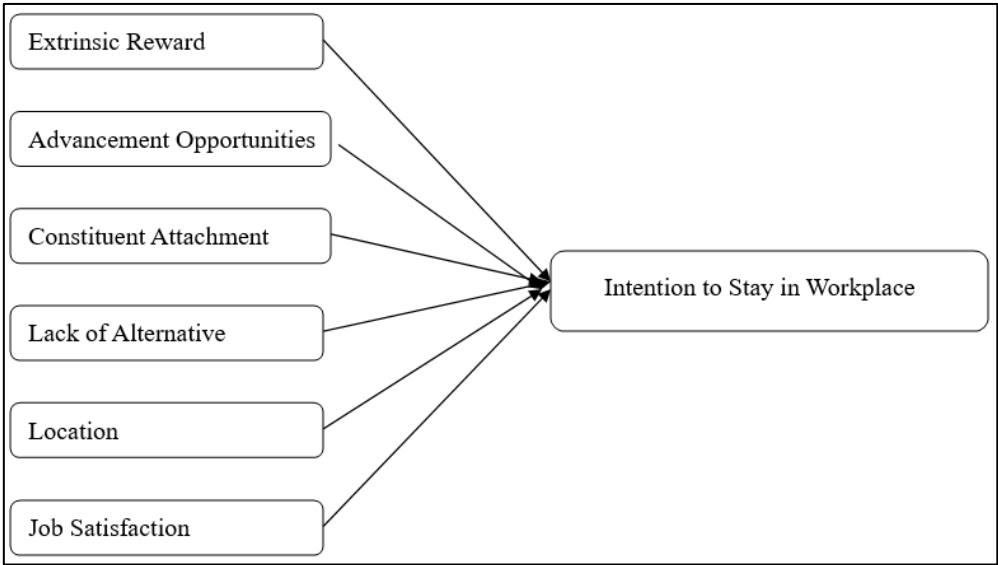 Extrinsic Reward
Advancement Opportunities
Constituent Attachment
Lack of Alternative
Location
Job Satisfaction
Intention to Stay in Workplace